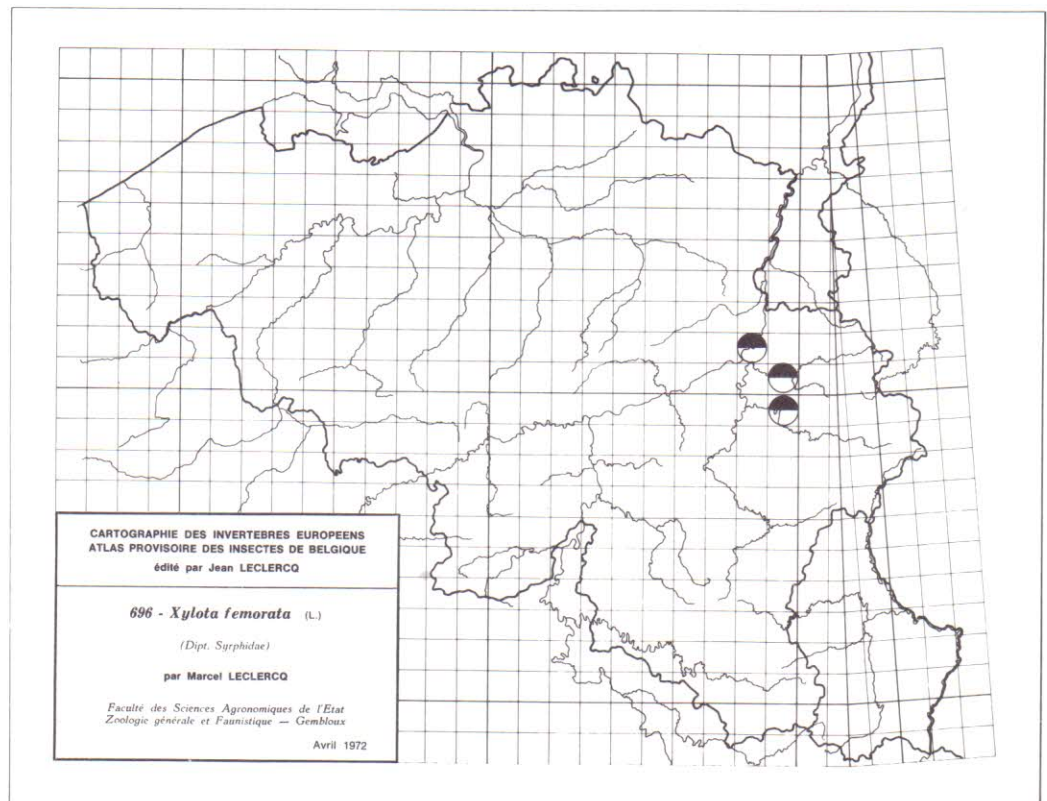 CARTOGRAPHIE DES INVERTEBRES EUROPEENS
ATLAS PROVISOIRE DES INSECTES DE BELGIQUE
édité par Jean LECLERCQ
696 - Xylota femorata (L.)
(Dipt. Syrphidae)
par Marcel LECLERCQ
Faculté des Sciences Agronomiques de l'Etat
Zoologie générale et Faunistique — Gembloux
Avril 1972